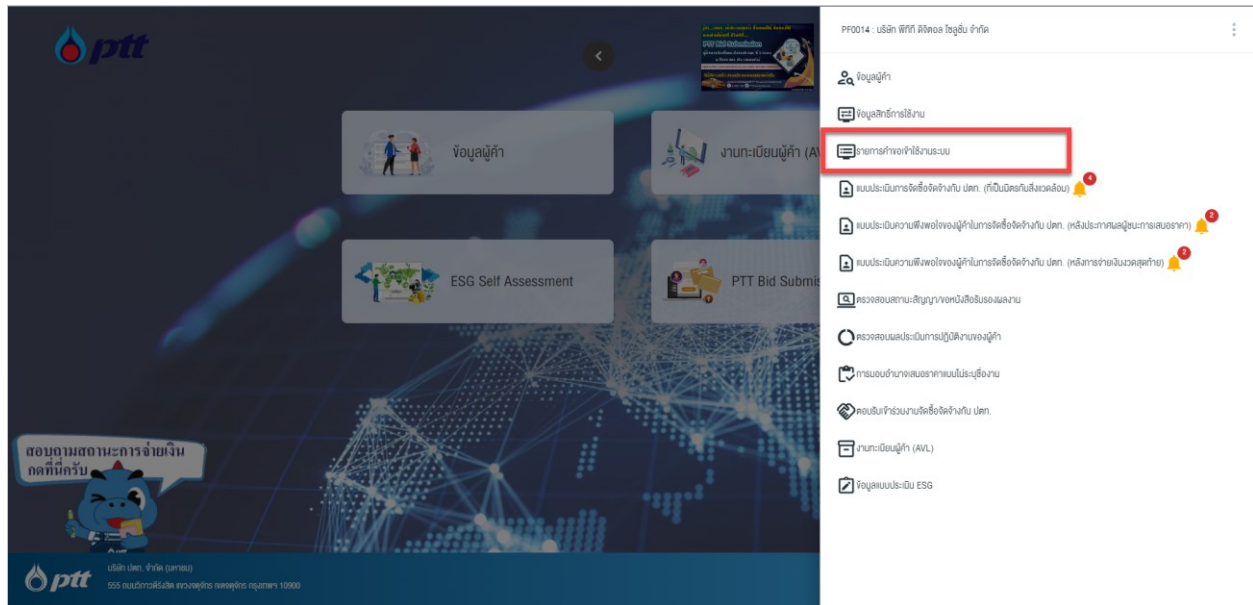 ptt
PTT Bid Submission
ข้อมูลผู้ค้า
งานทะเบียนผู้ค้า (AV
ESG Self Assessment
PTT Bid Submis
สอบถามสถานะการจ่ายเงิน
กดที่นี่กรับ
ptt
ptt
บริษัท ปตท. จำกัด (มหาชน)
555 ถนนวิภาวดีรังสิต แขวงจตุจักร เขตจตุจักร กรุงเทพฯ 10900
PF0014 : บริษัท พีทีที ดิจิตอล โซลูชั่น จำกัด
ข้อมูลผู้ค้า
ข้อมูลสิทธิ์การใช้งาน
รายการคำขอเข้าใช้งานระบบ
แบบประเมินการจัดซื้อจัดจ้างกับ ปตท. (ที่เป็นมิตรกับสิ่งแวดล้อม) 4
แบบประเมินความพึงพอใจของผู้ค้าในการจัดซื้อจัดจ้างกับ ปตท. (หลังประกาศผลผู้ชนะการเสนอราคา) 2
แบบประเมินความพึงพอใจของผู้ค้าในการจัดซื้อจัดจ้างกับ ปตท. (หลังการจ่ายเงินงวดสุดท้าย) 2
ตรวจสอบสถานะสัญญา/ขอหนังสือรับรองผลงาน
ตรวจสอบผลประเมินการปฏิบัติงานของผู้ค้า
การมอบอำนาจเสนอราคาแบบไม่ระบุชื่องาน
ตอบรับเข้าร่วมงานจัดซื้อจัดจ้างกับ ปตท.
งานทะเบียนผู้ค้า (AVL)
ข้อมูลแบบประเมิน ESG